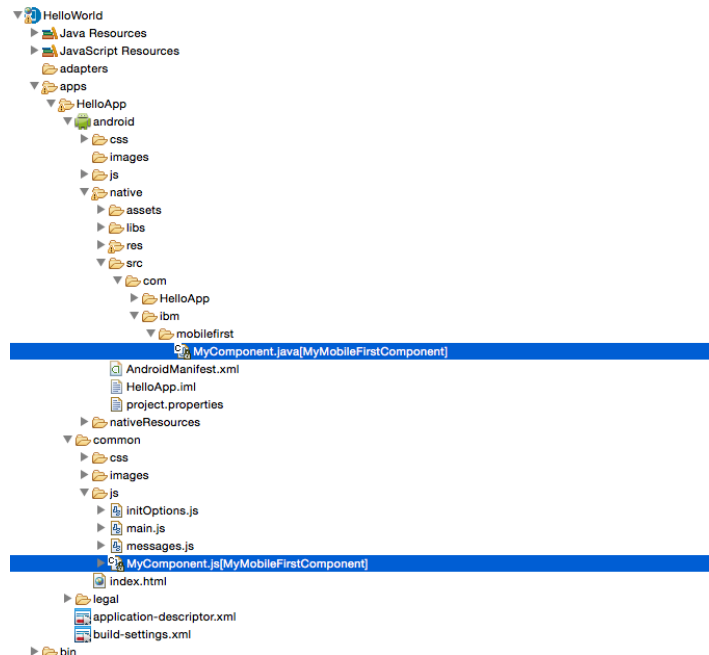 HelloWorld
Java Resources
JavaScript Resources
adapters
apps
HelloApp
android
css
images
js
native
assets
libs
res
src
com
HelloApp
ibm
mobilefirst
MyComponent.java[MyMobileFirstComponent]
AndroidManifest.xml
HelloApp.iml
project.properties
nativeResources
common
css
images
js
initOptions.js
main.js
messages.js
MyComponent.js[MyMobileFirstComponent]
index.html
legal
application-descriptor.xml
build-settings.xml
bin